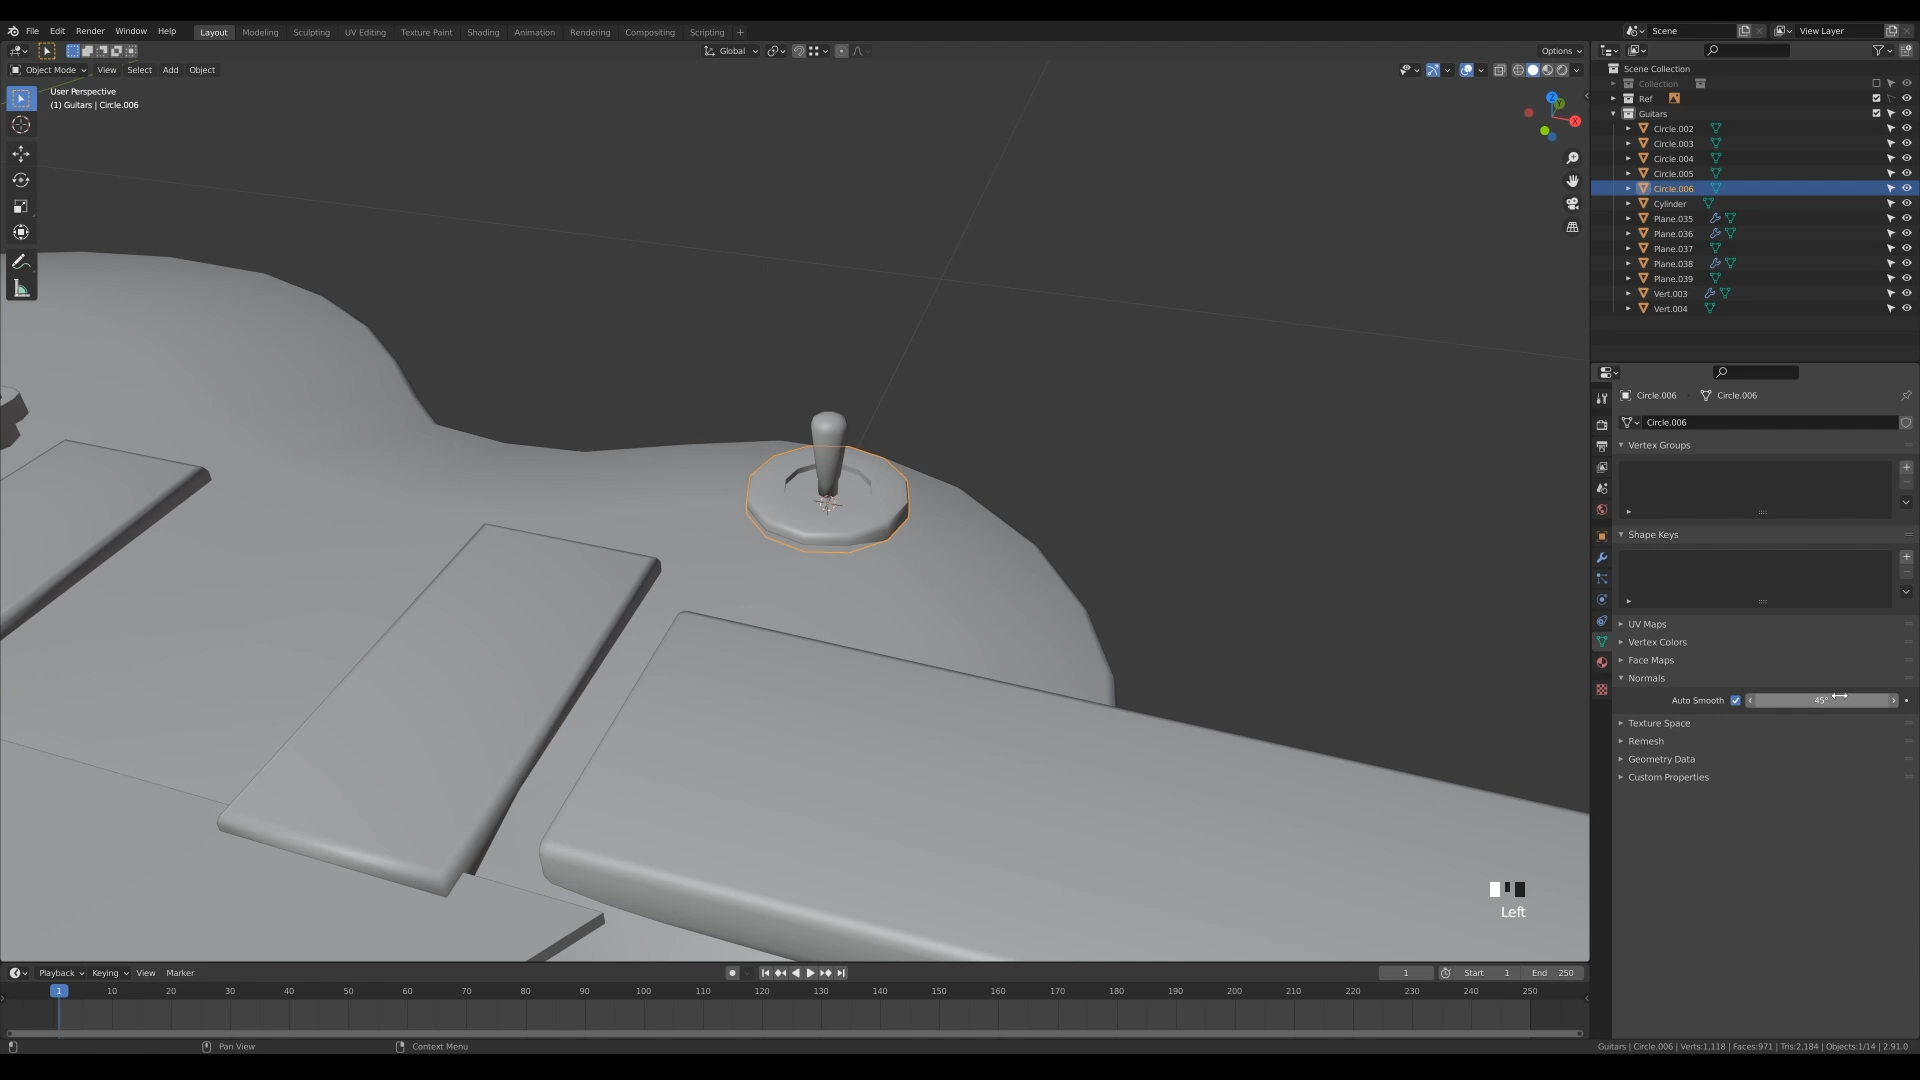 File Edit Render Window Help
Layout Modeling Sculpting UV Editing Texture Paint Shading Animation Rendering Compositing Scripting +
Scene
View Layer
Global
Options
Object Mode View Select Add Object
User Perspective
(1) Guitars | Circle.006
Z
Y
X
Scene Collection
Collection
Ref
Guitars
Circle.002
Circle.003
Circle.004
Circle.005
Circle.006
Cylinder
Plane.035
Plane.036
Plane.037
Plane.038
Plane.039
Vert.003
Vert.004
Circle.006 Circle.006
Circle.006
Vertex Groups
Shape Keys
UV Maps
Vertex Colors
Face Maps
Normals
Auto Smooth 45°
Texture Space
Remesh
Geometry Data
Custom Properties
Left
Playback Keying View Marker
1 Start 1 End 250
1 10 20 30 40 50 60 70 80 90 100 110 120 130 140 150 160 170 180 190 200 210 220 230 240 250
Pan View Context Menu
Guitars | Circle.006 | Verts:1,118 | Faces:971 | Tris:2,184 | Objects:1/14 | 2.91.0